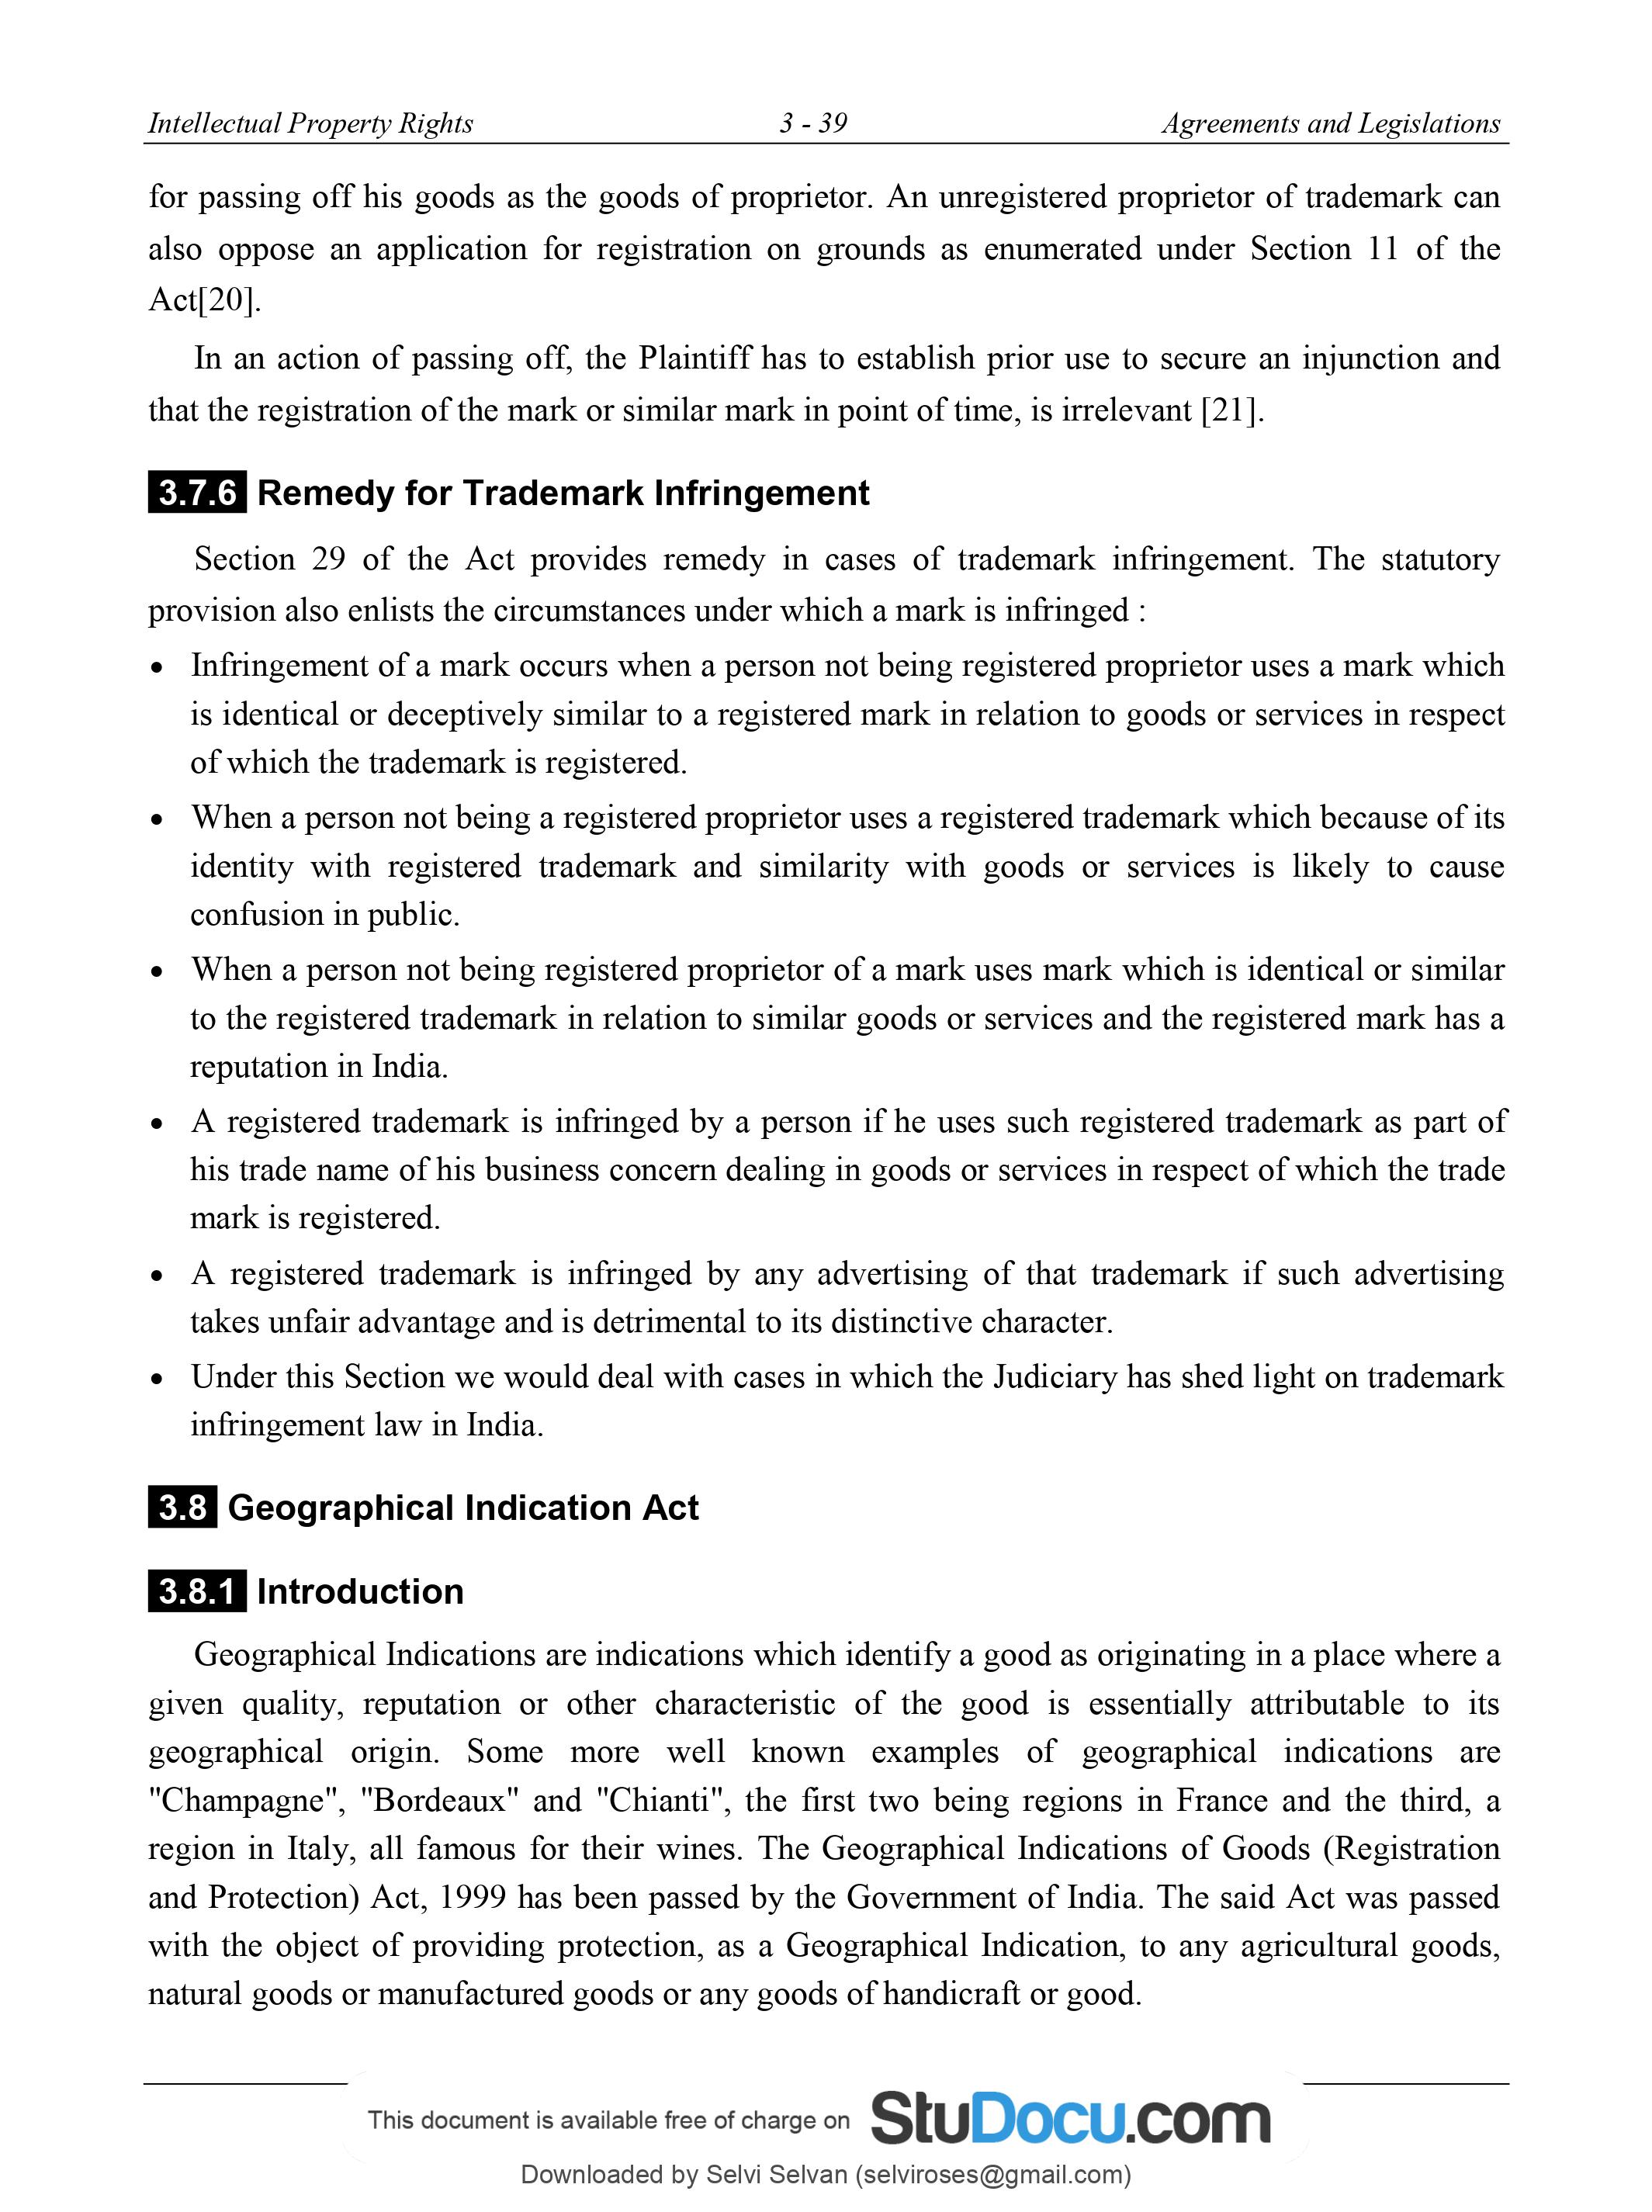 Intellectual Property Rights 3 - 39 Agreements and Legislations
for passing off his goods as the goods of proprietor. An unregistered proprietor of trademark can
also oppose an application for registration on grounds as enumerated under Section 11 of the
Act[20].
In an action of passing off, the Plaintiff has to establish prior use to secure an injunction and
that the registration of the mark or similar mark in point of time, is irrelevant [21].
3.7.6 Remedy for Trademark Infringement
Section 29 of the Act provides remedy in cases of trademark infringement. The statutory
provision also enlists the circumstances under which a mark is infringed :
• Infringement of a mark occurs when a person not being registered proprietor uses a mark which
is identical or deceptively similar to a registered mark in relation to goods or services in respect
of which the trademark is registered.
• When a person not being a registered proprietor uses a registered trademark which because of its
identity with registered trademark and similarity with goods or services is likely to cause
confusion in public.
• When a person not being registered proprietor of a mark uses mark which is identical or similar
to the registered trademark in relation to similar goods or services and the registered mark has a
reputation in India.
• A registered trademark is infringed by a person if he uses such registered trademark as part of
his trade name of his business concern dealing in goods or services in respect of which the trade
mark is registered.
• A registered trademark is infringed by any advertising of that trademark if such advertising
takes unfair advantage and is detrimental to its distinctive character.
• Under this Section we would deal with cases in which the Judiciary has shed light on trademark
infringement law in India.
3.8 Geographical Indication Act
3.8.1 Introduction
Geographical Indications are indications which identify a good as originating in a place where a
given quality, reputation or other characteristic of the good is essentially attributable to its
geographical origin. Some more well known examples of geographical indications are
"Champagne", "Bordeaux" and "Chianti", the first two being regions in France and the third, a
region in Italy, all famous for their wines. The Geographical Indications of Goods (Registration
and Protection) Act, 1999 has been passed by the Government of India. The said Act was passed
with the object of providing protection, as a Geographical Indication, to any agricultural goods,
natural goods or manufactured goods or any goods of handicraft or good.
This document is available free of charge on StuDocu.com
Downloaded by Selvi Selvan (selviroses@gmail.com)